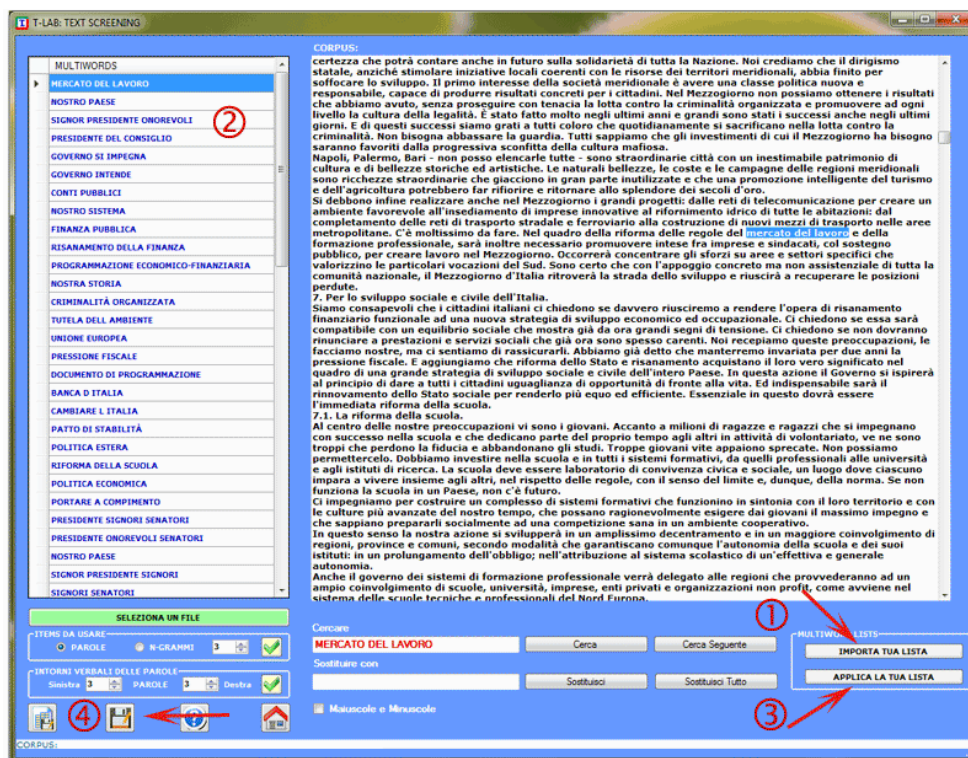 T-LAB: TEXT SCREENING
MULTIWORDS
MERCATO DEL LAVORO
NOSTRO PAESE
SIGNOR PRESIDENTE ONOREVOLI
PRESIDENTE DEL CONSIGLIO
GOVERNO SI IMPEGNA
GOVERNO INTENDE
CONTI PUBBLICI
NOSTRO SISTEMA
FINANZA PUBBLICA
RISANAMENTO DELLA FINANZA
PROGRAMMAZIONE ECONOMICO-FINANZIARIA
NOSTRA STORIA
CRIMINALITÀ ORGANIZZATA
TUTELA DELL AMBIENTE
UNIONE EUROPEA
PRESSIONE FISCALE
DOCUMENTO DI PROGRAMMAZIONE
BANCA D ITALIA
CAMBIARE L ITALIA
PATTO DI STABILITÀ
POLITICA ESTERA
RIFORMA DELLA SCUOLA
POLITICA ECONOMICA
PORTARE A COMPIMENTO
PRESIDENTE SIGNORI SENATORI
PRESIDENTE ONOREVOLI SENATORI
NOSTRO PAESE
SIGNOR PRESIDENTE SIGNORI
SIGNORI SENATORI
2
CORPUS:
certezza che potrà contare anche in futuro sulla solidarietà di tutta la Nazione. Noi crediamo che il dirigismo
statale, anziché stimolare iniziative locali coerenti con le risorse dei territori meridionali, abbia finito per
soffocare lo sviluppo. Il primo interesse della società meridionale è avere una classe politica nuova e
responsabile, capace di produrre risultati concreti per i cittadini. Nel Mezzogiorno non possiamo ottenere i risultati
che abbiamo avuto, senza proseguire con tenacia la lotta contro la criminalità organizzata e promuovere ad ogni
livello la cultura della legalità. È stato fatto molto negli ultimi anni e grandi sono stati i successi anche negli ultimi
giorni. E di questi successi siamo grati a tutti coloro che quotidianamente si sacrificano nella lotta contro la
criminalità. Non bisogna abbassare la guardia. Tutti sappiamo che gli investimenti di cui il Mezzogiorno ha bisogno
saranno favoriti dalla progressiva sconfitta della cultura mafiosa.
Napoli, Palermo, Bari - non posso elencarle tutte - sono straordinarie città con un inestimabile patrimonio di
cultura e di bellezze storiche ed artistiche. Le naturali bellezze, le coste e le campagne delle regioni meridionali
sono ricchezze straordinarie che giacciono in gran parte inutilizzate e che una promozione intelligente del turismo
e dell'agricoltura potrebbero far rifiorire e ritornare allo splendore dei secoli d'oro.
Si debbono infine realizzare anche nel Mezzogiorno i grandi progetti: dalle reti di telecomunicazione per creare un
ambiente favorevole all'insediamento di imprese innovative al rifornimento idrico di tutte le abitazioni: dal
completamento delle reti di trasporto stradale e ferroviario alla costruzione di nuovi mezzi di trasporto nelle aree
metropolitane. C'è moltissimo da fare. Nel quadro della riforma delle regole del mercato del lavoro e della
formazione professionale, sarà inoltre necessario promuovere intese fra imprese e sindacati, col sostegno
pubblico, per creare lavoro nel Mezzogiorno. Occorrerà concentrare gli sforzi su aree e settori specifici che
valorizzino le particolari vocazioni del Sud. Sono certo che con l'appoggio concreto ma non assistenziale di tutta la
comunità nazionale, il Mezzogiorno d'Italia ritroverà la strada dello sviluppo e riuscirà a recuperare le posizioni
perdute.
7. Per lo sviluppo sociale e civile dell'Italia.
Siamo consapevoli che i cittadini italiani ci chiedono se davvero riusciremo a rendere l'opera di risanamento
finanziario funzionale ad una nuova strategia di sviluppo economico ed occupazionale. Ci chiedono se essa sarà
compatibile con un equilibrio sociale che mostra già da ora grandi segni di tensione. Ci chiedono se non dovranno
rinunciare a prestazioni e servizi sociali che già ora sono spesso carenti. Noi recepiamo queste preoccupazioni, le
facciamo nostre, ma ci sentiamo di rassicurarli. Abbiamo già detto che manterremo invariata per due anni la
pressione fiscale. E aggiungiamo che riforma dello Stato e risanamento acquistano il loro vero significato nel
quadro di una grande strategia di sviluppo sociale e civile dell'intero Paese. In questa azione il Governo si ispirerà
al principio di dare a tutti i cittadini uguaglianza di opportunità di fronte alla vita. Ed indispensabile sarà il
rinnovamento dello Stato sociale per renderlo più equo ed efficiente. Essenziale in questo dovrà essere
l'immediata riforma della scuola.
7.1. La riforma della scuola.
Al centro delle nostre preoccupazioni vi sono i giovani. Accanto a milioni di ragazze e ragazzi che si impegnano
con successo nella scuola e che dedicano parte del proprio tempo agli altri in attività di volontariato, ve ne sono
troppi che perdono la fiducia e abbandonano gli studi. Troppe giovani vite appaiono sprecate. Non possiamo
permettercelo. Dobbiamo investire nella scuola e in tutti i sistemi formativi, da quelli professionali alle università
e agli istituti di ricerca. La scuola deve essere laboratorio di convivenza civica e sociale, un luogo dove ciascuno
impara a vivere insieme agli altri, nel rispetto delle regole, con il senso del limite e, dunque, della norma. Se non
funziona la scuola in un Paese, non c'è futuro.
Ci impegniamo per costruire un complesso di sistemi formativi che funzionino in sintonia con il loro territorio e con
le culture più avanzate del nostro tempo, che possano ragionevolmente esigere dai giovani il massimo impegno e
che sappiano prepararli socialmente ad una competizione sana in un ambiente cooperativo.
In questo senso la nostra azione si svilupperà in un amplissimo decentramento e in un maggiore coinvolgimento di
regioni, province e comuni, secondo modalità che garantiscano comunque l'autonomia della scuola e dei suoi
istituti: in un prolungamento dell'obbligo; nell'attribuzione al sistema scolastico di un'effettiva e generale
autonomia.
Anche il governo dei sistemi di formazione professionale verrà delegato alle regioni che provvederanno ad un
ampio coinvolgimento di scuole, università, imprese, enti privati e organizzazioni non profit, come avviene nel
sistema delle scuole tecniche e professionali del Nord Europa.
SELEZIONA UN FILE
ITEMS DA USARE
PAROLE N-GRAMMI 3
INTORNI VERBALI DELLE PAROLE
Sinistra 3 PAROLE 3 Destra
4
Cercare
MERCATO DEL LAVORO
Cerca
Cerca Seguente
Sostituire con
Sostituisci
Sostituisci Tutto
Maiuscole e Minuscole
1
MULTIWORD LISTS
IMPORTA TUA LISTA
APPLICA LA TUA LISTA
3
CORPUS: